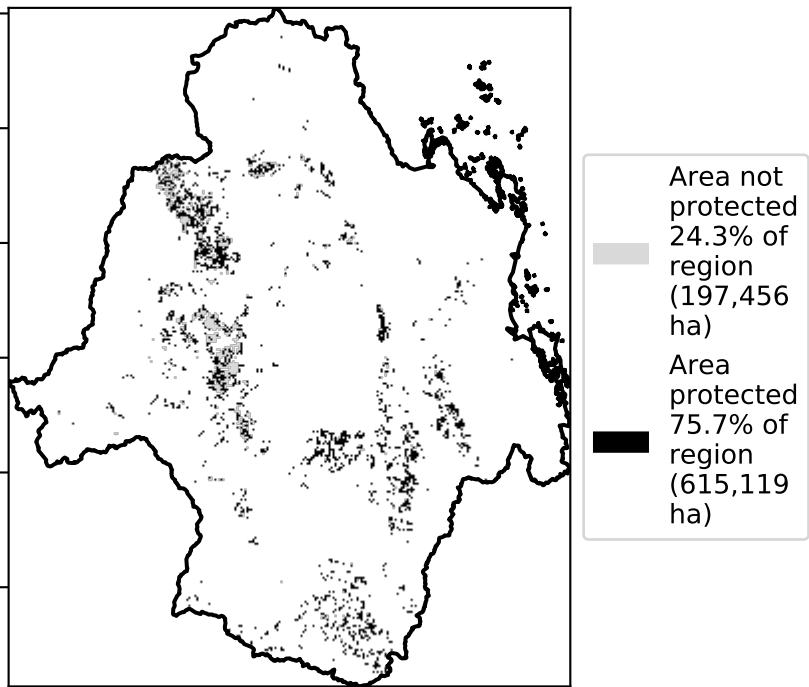 Area not
protected
24.3% of
region
(197,456
ha)
Area
protected
75.7% of
region
(615,119
ha)